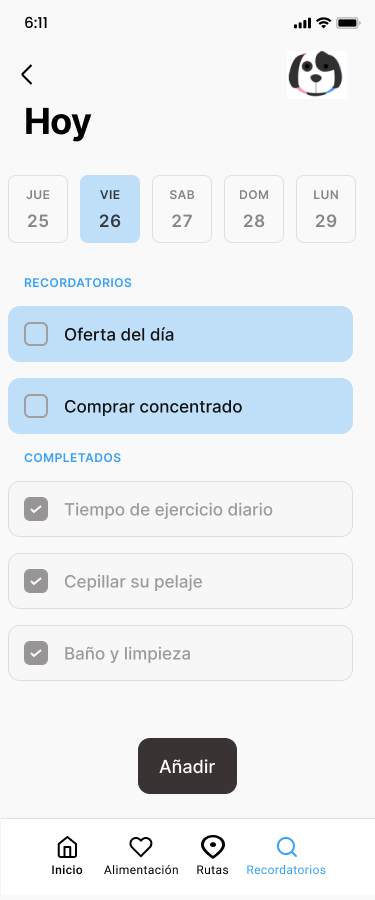 6:11
Hoy
JUE VIE SAB DOM LUN
25 26 27 28 29
RECORDATORIOS
Oferta del día
Comprar concentrado
COMPLETADOS
Tiempo de ejercicio diario
Cepillar su pelaje
Baño y limpieza
Añadir
Inicio Alimentación Rutas Recordatorios